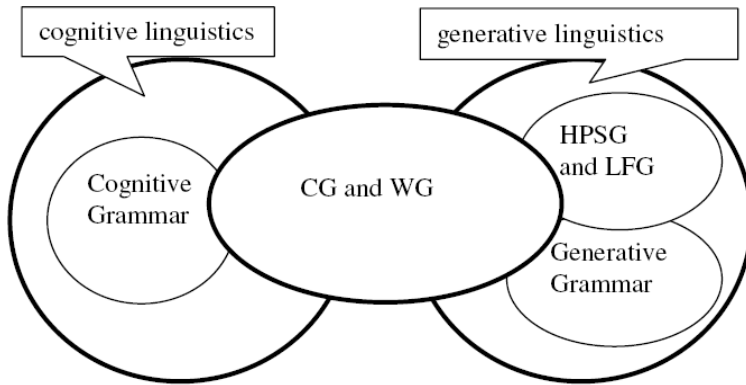 cognitive linguistics
generative linguistics
HPSG
and LFG
Cognitive
Grammar
CG and WG
Generative
Grammar